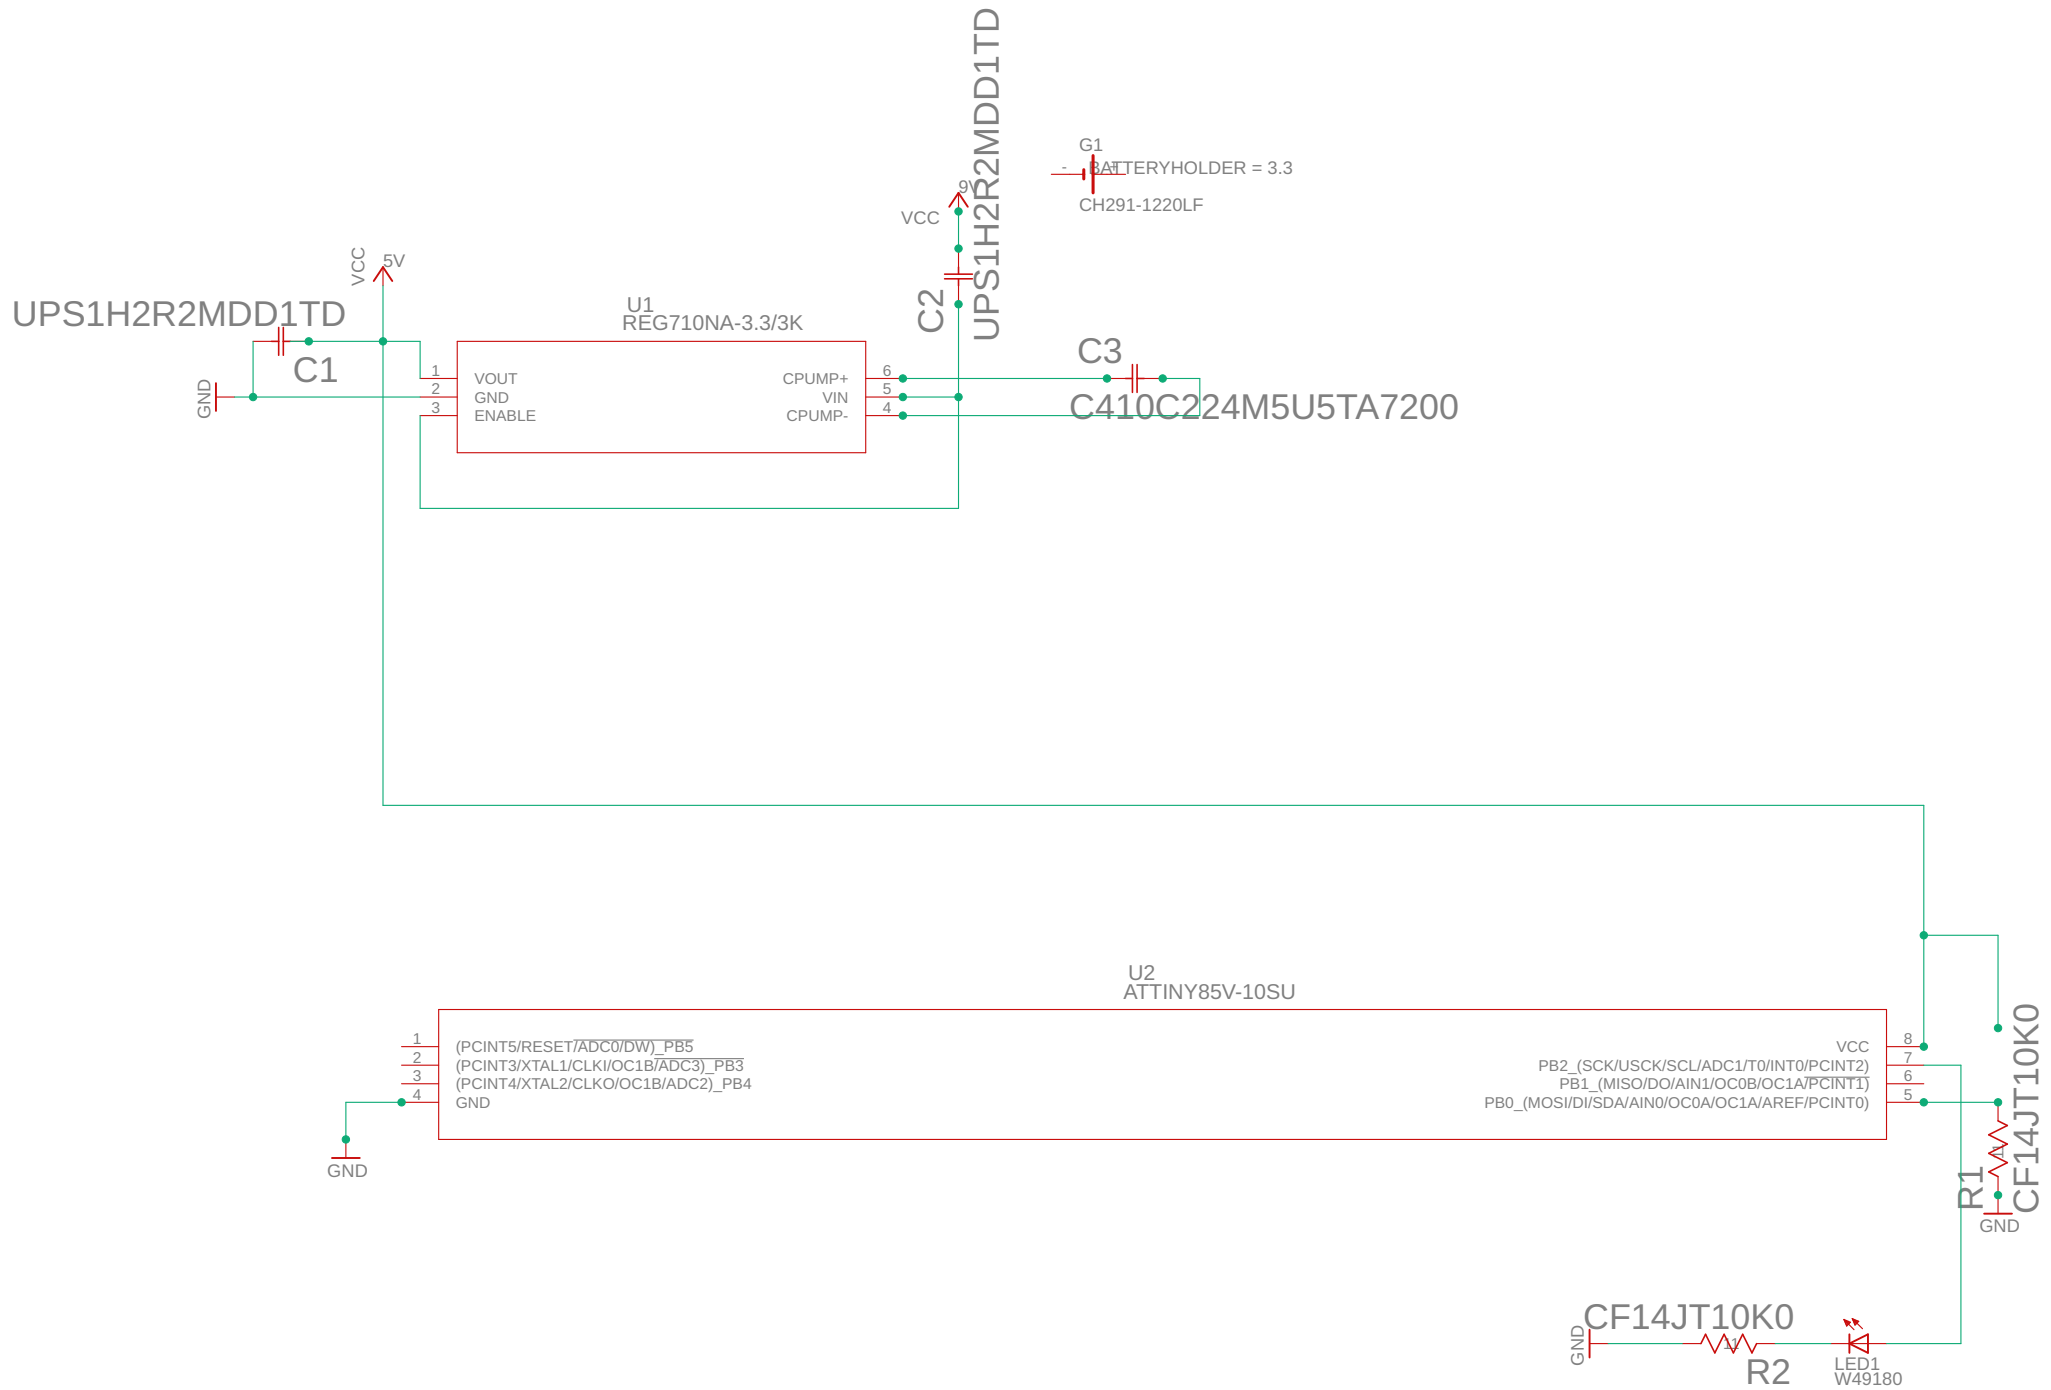 UPS1H2R2MDD1TD
G1
- +
BATTERYHOLDER = 3.3
CH291-1220LF
9V
VCC
C2
VCC
5V
UPS1H2R2MDD1TD
C1
GND
U1
REG710NA-3.3/3K
1 VOUT
2 GND
3 ENABLE
CPUMP+ 6
VIN 5
CPUMP- 4
C3
C410C224M5U5TA7200
U2
ATTINY85V-10SU
1 (PCINT5/RESET/ADC0/DW)_PB5
2 (PCINT3/XTAL1/CLKI/OC1B/ADC3)_PB3
3 (PCINT4/XTAL2/CLKO/OC1B/ADC2)_PB4
4 GND
VCC 8
PB2_(SCK/USCK/SCL/ADC1/T0/INT0/PCINT2) 7
PB1_(MISO/DO/AIN1/OC0B/OC1A/PCINT1) 6
PB0_(MOSI/DI/SDA/AIN0/OC0A/OC1A/AREF/PCINT0) 5
GND
R1
CF14JT10K0
GND
CF14JT10K0
GND
R2
LED1
W49180